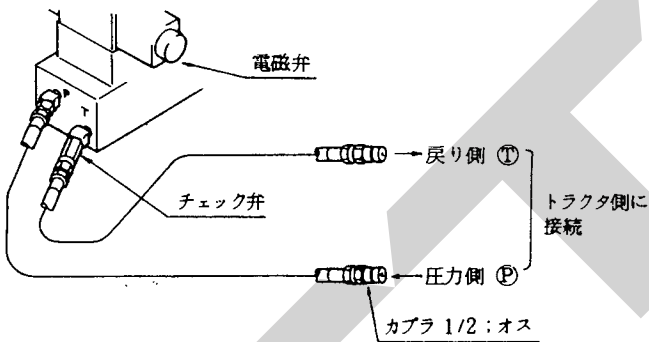 電磁弁
P
T
戻り側 Ⓣ
チェック弁
トラクタ側に
接続
圧力側 Ⓟ
カプラ 1/2;オス